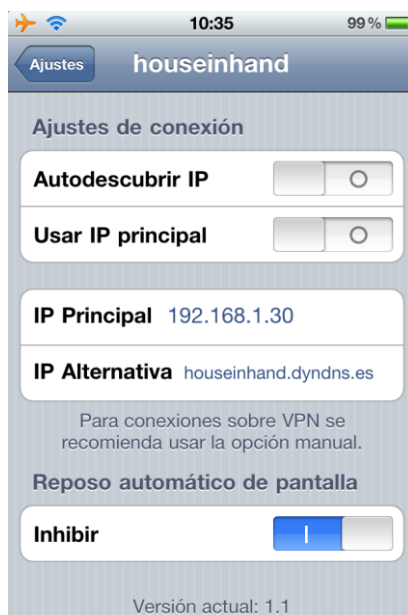 10:35 99 %
Ajustes houseinhand
Ajustes de conexión
Autodescubrir IP
Usar IP principal
IP Principal 192.168.1.30
IP Alternativa houseinhand.dyndns.es
Para conexiones sobre VPN se
recomienda usar la opción manual.
Reposo automático de pantalla
Inhibir
Versión actual: 1.1